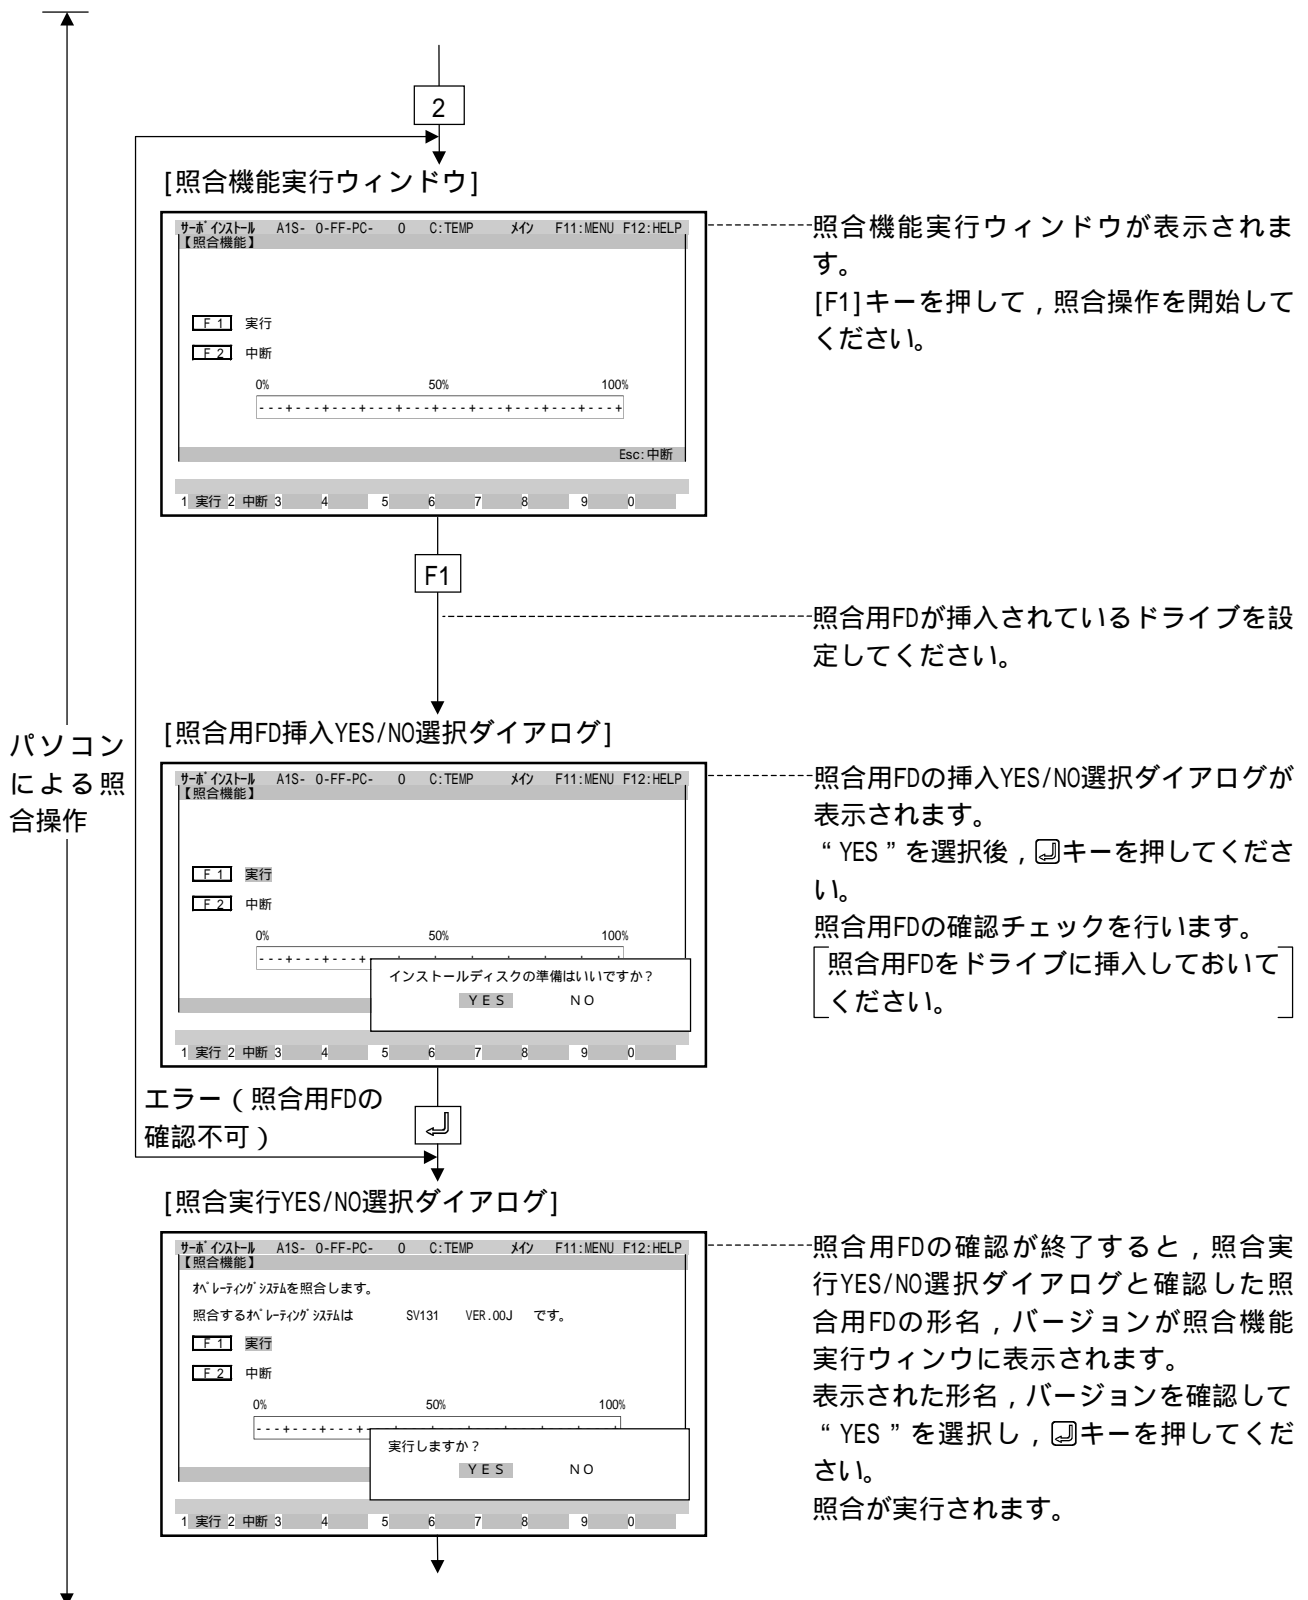 2
[照合機能実行ウィンドウ]
ｻｰﾎﾞｲﾝｽﾄｰﾙ A1S- 0-FF-PC- 0 C:TEMP ﾒｲﾝ F11:MENU F12:HELP
【照合機能】
F1 実行
F2 中断
0% 50% 100%
---+---+---+---+---+---+---+---+---+---+
Esc:中断
1 実行 2 中断 3 4 5 6 7 8 9 0
照合機能実行ウィンドウが表示されま
す。
[F1]キーを押して，照合操作を開始して
ください。
F1
照合用FDが挿入されているドライブを設
定してください。
パソコン
による照
合操作
[照合用FD挿入YES/NO選択ダイアログ]
ｻｰﾎﾞｲﾝｽﾄｰﾙ A1S- 0-FF-PC- 0 C:TEMP ﾒｲﾝ F11:MENU F12:HELP
【照合機能】
F1 実行
F2 中断
0% 50% 100%
---+---+---+-
インストールディスクの準備はいいですか？
YES NO
1 実行 2 中断 3 4 5 6 7 8 9 0
照合用FDの挿入YES/NO選択ダイアログが
表示されます。
“YES”を選択後，⏎キーを押してくださ
い。
照合用FDの確認チェックを行います。
照合用FDをドライブに挿入しておいて
ください。
エラー（照合用FDの
確認不可）
⏎
[照合実行YES/NO選択ダイアログ]
ｻｰﾎﾞｲﾝｽﾄｰﾙ A1S- 0-FF-PC- 0 C:TEMP ﾒｲﾝ F11:MENU F12:HELP
【照合機能】
ｵﾍﾟﾚｰﾃｨﾝｸﾞｼｽﾃﾑを照合します。
照合するｵﾍﾟﾚｰﾃｨﾝｸﾞｼｽﾃﾑは SV131 VER.00J です。
F1 実行
F2 中断
0% 50% 100%
---+---+---+-
実行しますか？
YES NO
1 実行 2 中断 3 4 5 6 7 8 9 0
照合用FDの確認が終了すると，照合実
行YES/NO選択ダイアログと確認した照
合用FDの形名，バージョンが照合機能
実行ウィンウに表示されます。
表示された形名，バージョンを確認して
“YES”を選択し，⏎キーを押してくだ
さい。
照合が実行されます。